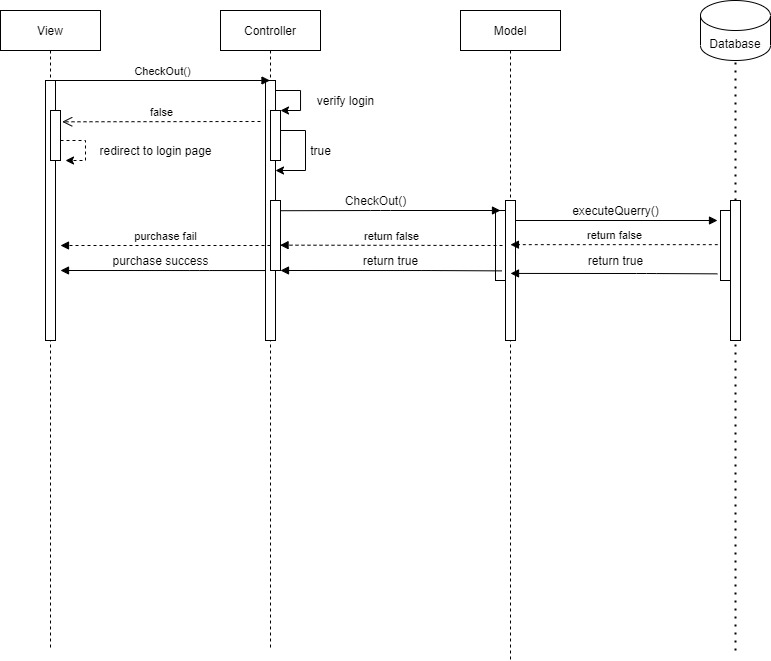 View
Controller
Model
Database
CheckOut()
verify login
false
redirect to login page
true
CheckOut()
executeQuerry()
purchase fail
return false
return false
purchase success
return true
return true